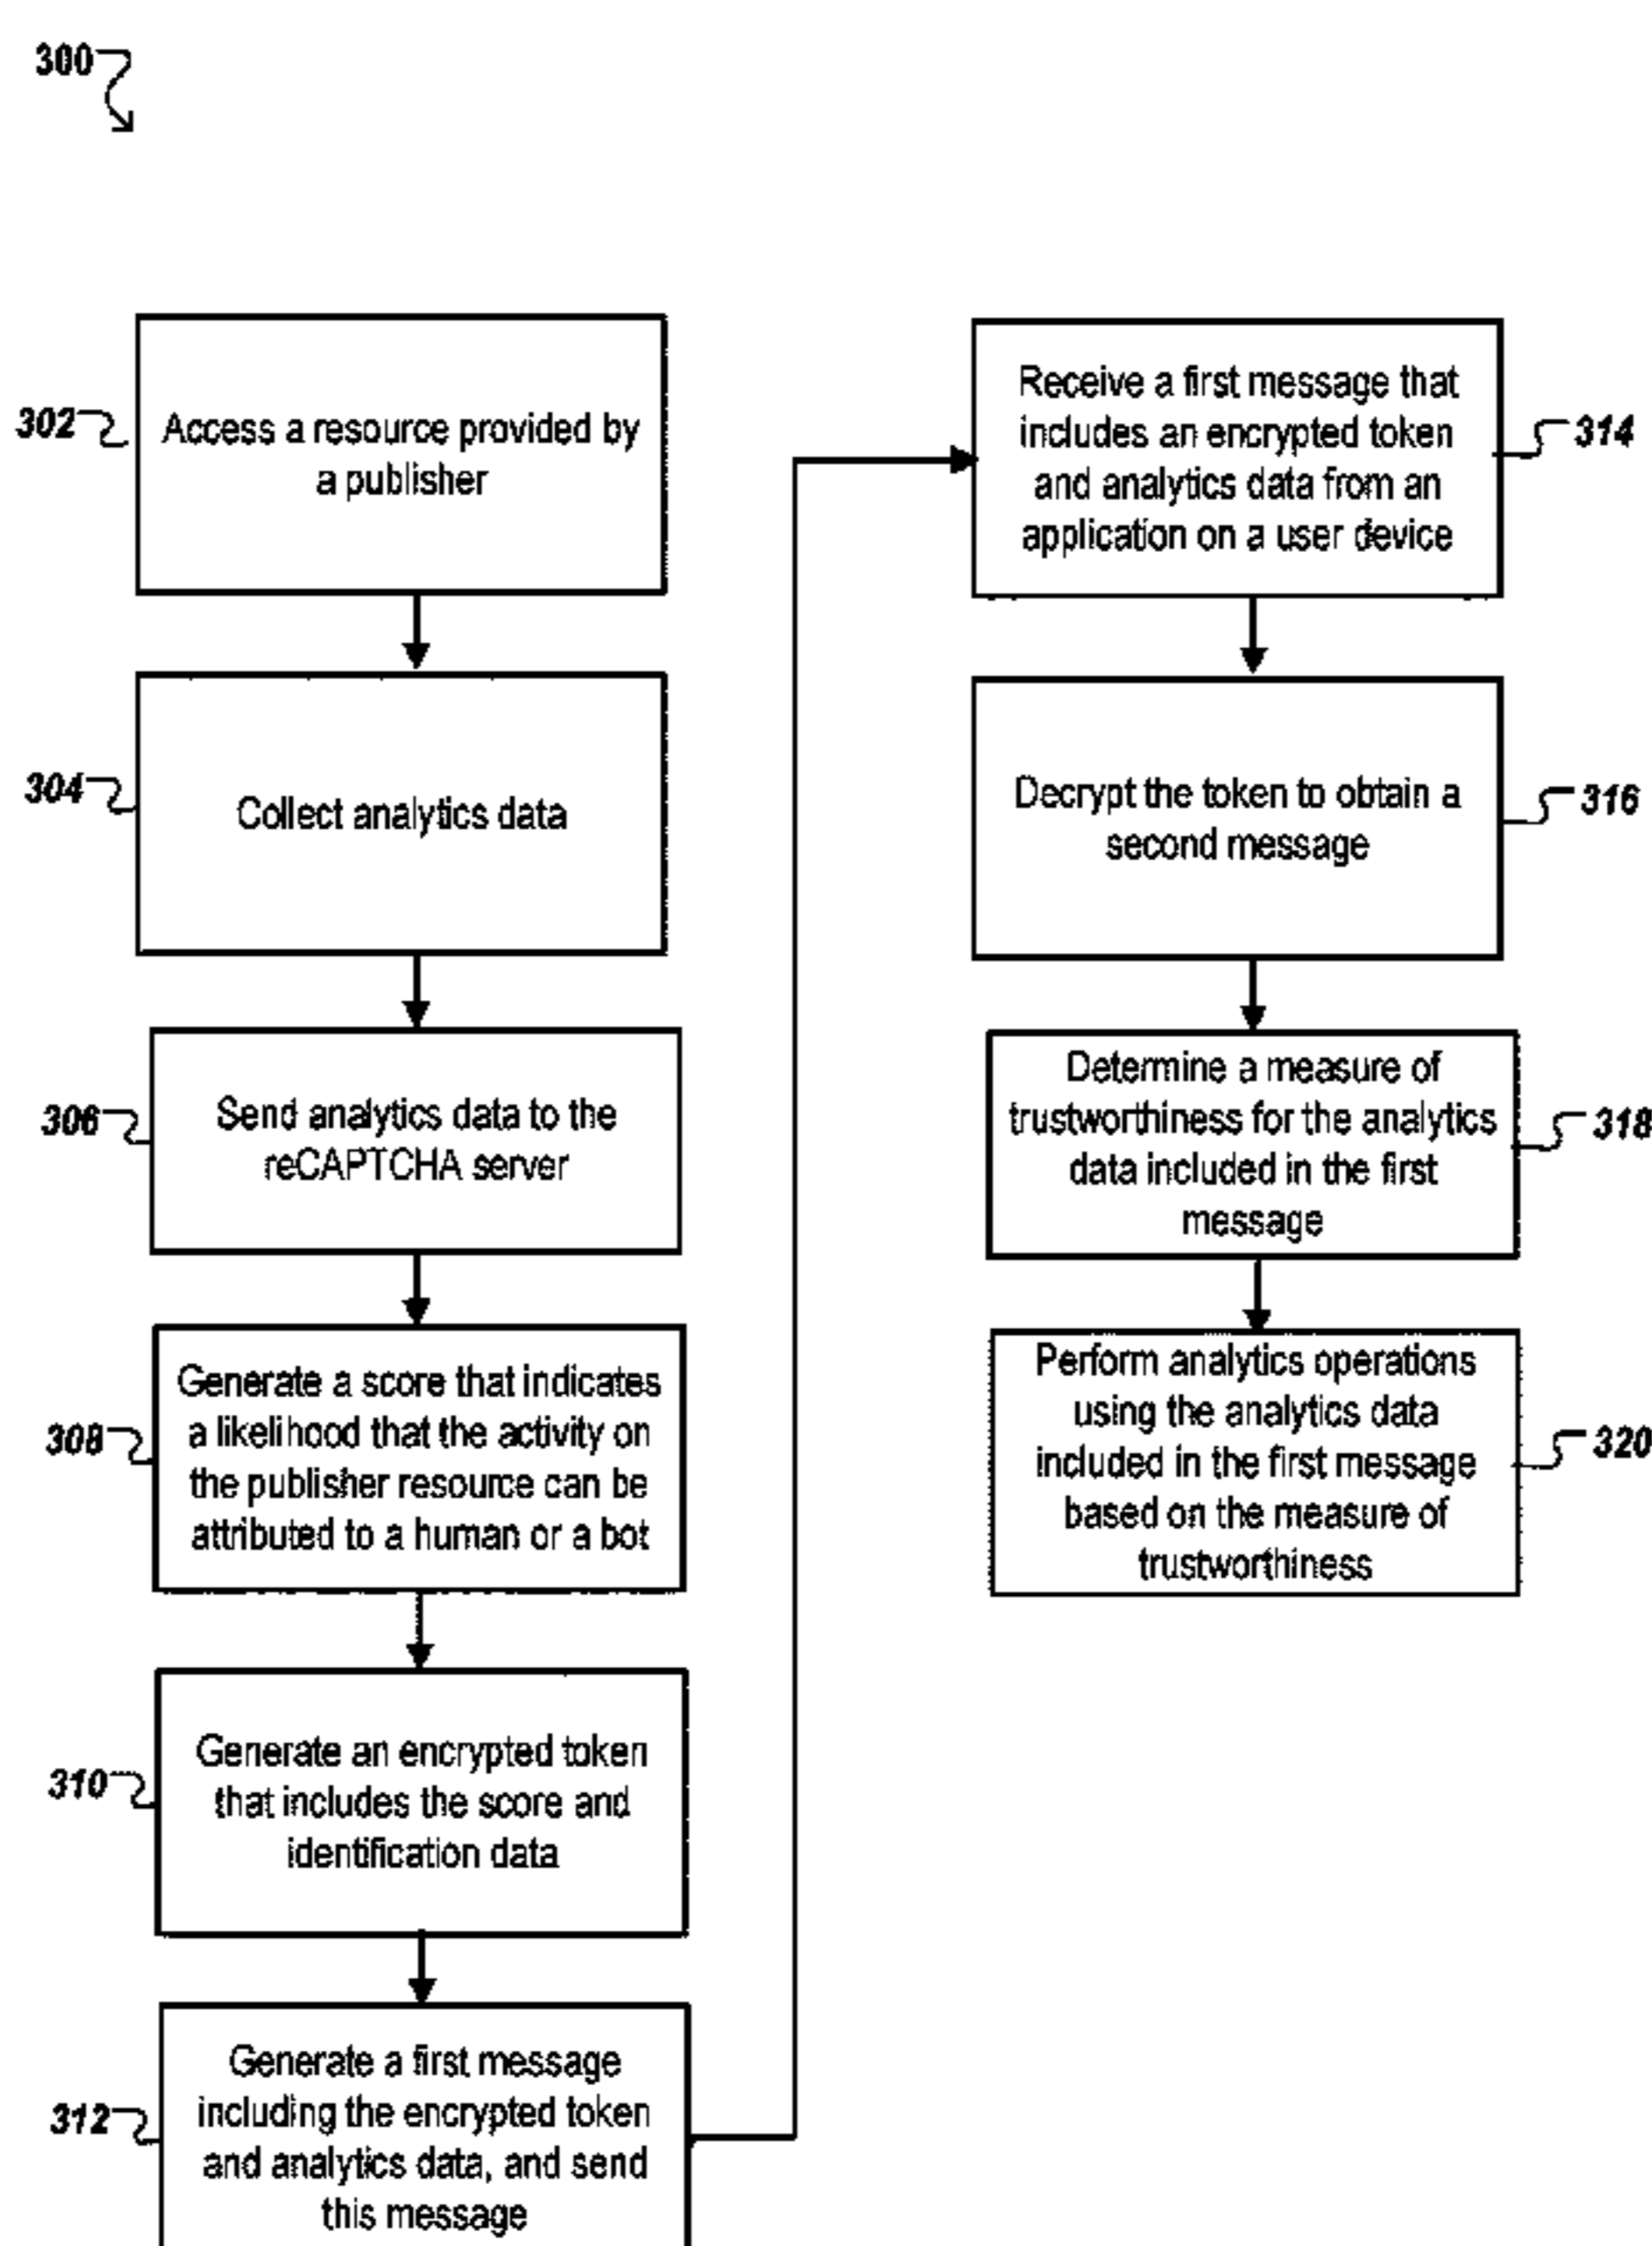 300
302
Access a resource provided by
a publisher
304
Collect analytics data
306
Send analytics data to the
reCAPTCHA server
308
Generate a score that indicates
a likelihood that the activity on
the publisher resource can be
attributed to a human or a bot
310
Generate an encrypted token
that includes the score and
identification data
312
Generate a first message
including the encrypted token
and analytics data, and send
this message
Receive a first message that
includes an encrypted token
and analytics data from an
application on a user device
314
Decrypt the token to obtain a
second message
316
Determine a measure of
trustworthiness for the analytics
data included in the first
message
318
Perform analytics operations
using the analytics data
included in the first message
based on the measure of
trustworthiness
320